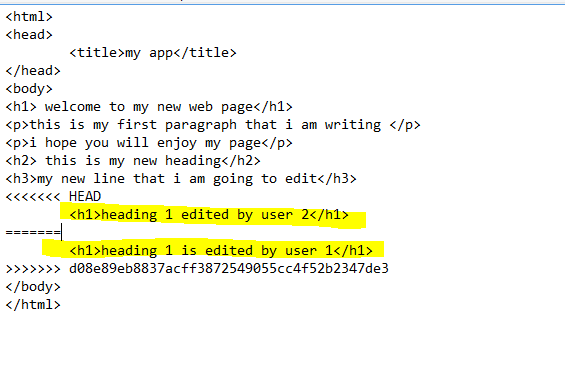 <html>
<head>
<title>my app</title>
</head>
<body>
<h1> welcome to my new web page</h1>
<p>this is my first paragraph that i am writing </p>
<p>i hope you will enjoy my page</p>
<h2> this is my new heading</h2>
<h3>my new line that i am going to edit</h3>
<<<<<<< HEAD
<h1>heading 1 edited by user 2</h1>
=======
<h1>heading 1 is edited by user 1</h1>
>>>>>>> d08e89eb8837acff3872549055cc4f52b2347de3
</body>
</html>